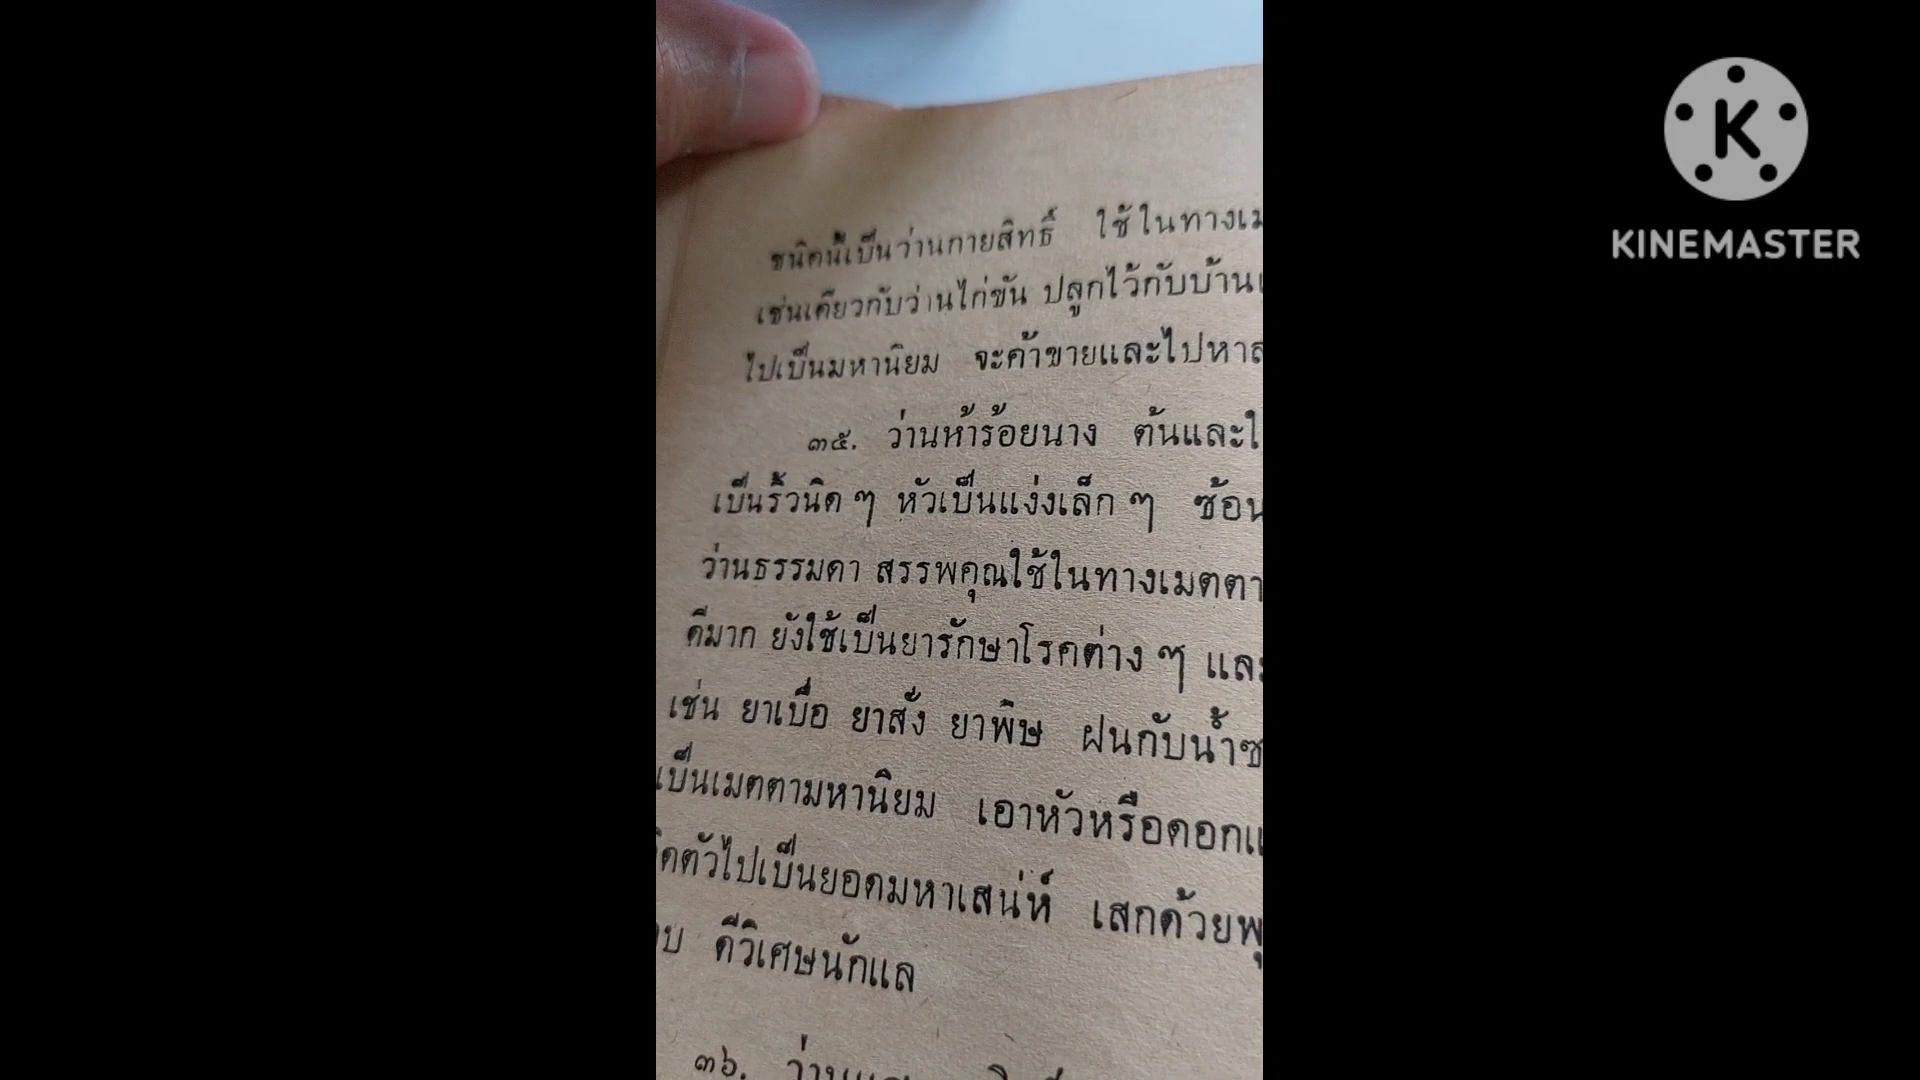 ชนิดนี้เป็นว่านกายสิทธิ์ ใช้ในทางเม
เช่นเดียวกับว่านไก่ขัน ปลูกไว้กับบ้าน
ไปเป็นมหานิยม จะค้าขายและไปหา
๓๕. ว่านห้าร้อยนาง ต้นและใ
เป็นริ้วนิด ๆ หัวเป็นแง่งเล็ก ๆ ซ้อน
ว่านธรรมดา สรรพคุณใช้ในทางเมตตา
ดีมาก ยังใช้เป็นยารักษาโรคต่าง ๆ และ
เช่น ยาเบื่อ ยาสั่ง ยาพิษ ฝนกับน้ำซ
เป็นเมตตามหานิยม เอาหัวหรือดอก
ติดตัวไปเป็นยอดมหาเสน่ห์ เสกด้วยพุ
ดีวิเศษนักแล
๓๖.
KINEMASTER